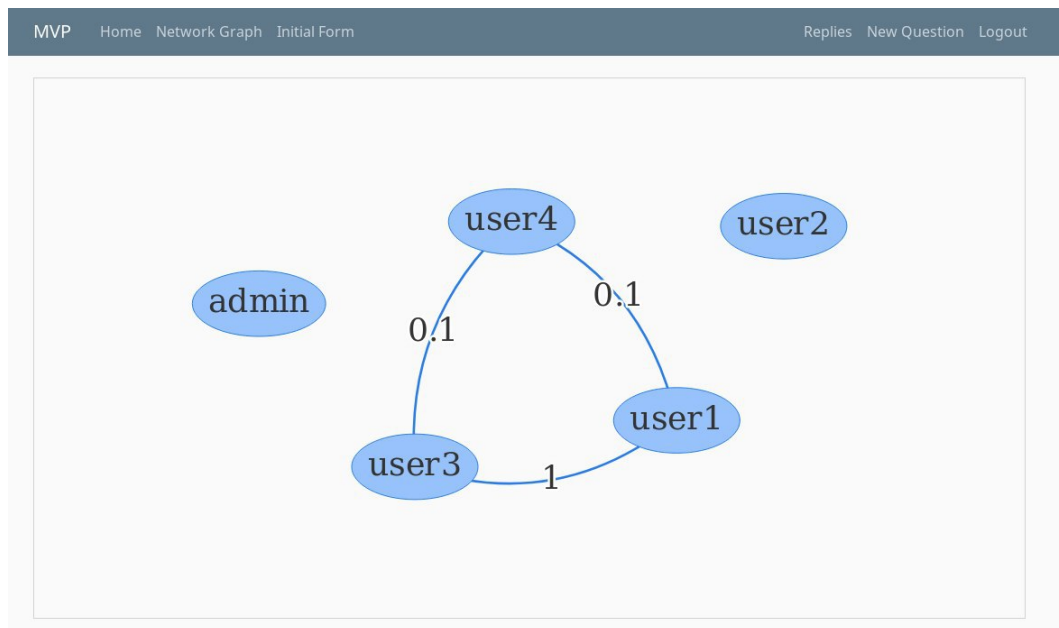 MVP Home Network Graph Initial Form Replies New Question Logout
user4
user2
admin
0.1
0.1
user1
user3
1